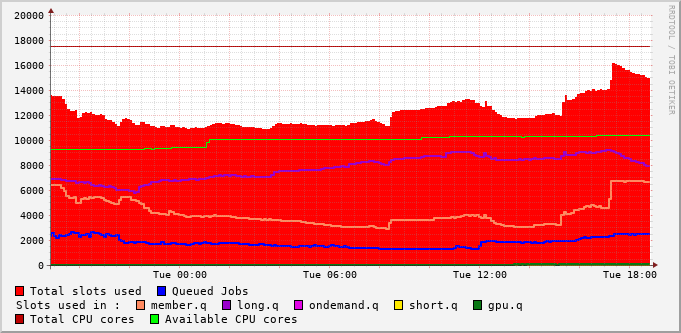 RRDTOOL / TOBI OETIKER
20000
18000
16000
14000
12000
10000
8000
6000
4000
2000
0
Tue 00:00 Tue 06:00 Tue 12:00 Tue 18:00
Total slots used Queued Jobs
Slots used in : member.q long.q ondemand.q short.q gpu.q
Total CPU cores Available CPU cores